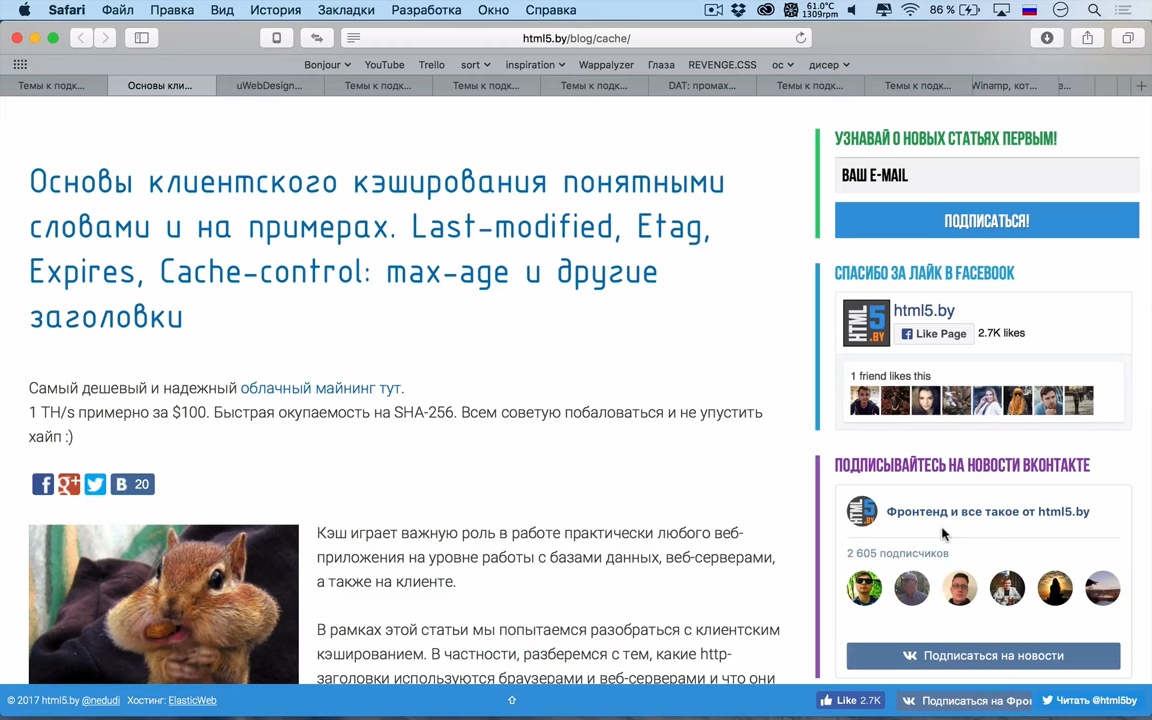 Safari Файл Правка Вид История Закладки Разработка Окно Справка 61.0°C 1309rpm 86 %
html5.by/blog/cache/
Bonjour YouTube Trello sort inspiration Wappalyzer Глаза REVENGE.CSS ос дисер
Темы к подк... Основы кли... uWebDesign... Темы к подк... Темы к подк... Темы к подк... DAT: промах... Темы к подк... Темы к подк... Winamp, кот... е...
Основы клиентского кэширования понятными
словами и на примерах. Last-modified, Etag,
Expires, Cache-control: max-age и другие
заголовки
Самый дешевый и надежный облачный майнинг тут.
1 TH/s примерно за $100. Быстрая окупаемость на SHA-256. Всем советую побаловаться и не упустить
хайп :)
20
Кэш играет важную роль в работе практически любого веб-
приложения на уровне работы с базами данных, веб-серверами,
а также на клиенте.
В рамках этой статьи мы попытаемся разобраться с клиентским
кэшированием. В частности, разберемся с тем, какие http-
заголовки используются браузерами и веб-серверами и что они
УЗНАВАЙ О НОВЫХ СТАТЬЯХ ПЕРВЫМ!
ВАШ E-MAIL
ПОДПИСАТЬСЯ!
СПАСИБО ЗА ЛАЙК В FACEBOOK
HTML 5 .BY
html5.by
Like Page 2.7K likes
1 friend likes this
ПОДПИСЫВАЙТЕСЬ НА НОВОСТИ ВКОНТАКТЕ
Фронтенд и все такое от html5.by
2 605 подписчиков
Подписаться на новости
© 2017 html5.by @nedudi Хостинг: ElasticWeb Like 2.7K Подписаться на Фрон Читать @html5by